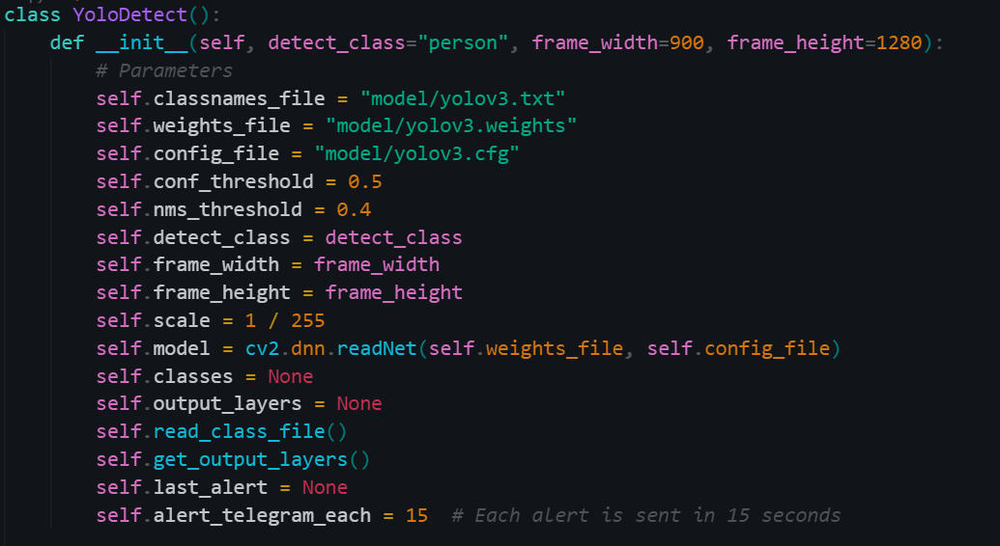 class YoloDetect():
    def __init__(self, detect_class="person", frame_width=900, frame_height=1280):
        # Parameters
        self.classnames_file = "model/yolov3.txt"
        self.weights_file = "model/yolov3.weights"
        self.config_file = "model/yolov3.cfg"
        self.conf_threshold = 0.5
        self.nms_threshold = 0.4
        self.detect_class = detect_class
        self.frame_width = frame_width
        self.frame_height = frame_height
        self.scale = 1 / 255
        self.model = cv2.dnn.readNet(self.weights_file, self.config_file)
        self.classes = None
        self.output_layers = None
        self.read_class_file()
        self.get_output_layers()
        self.last_alert = None
        self.alert_telegram_each = 15  # Each alert is sent in 15 seconds